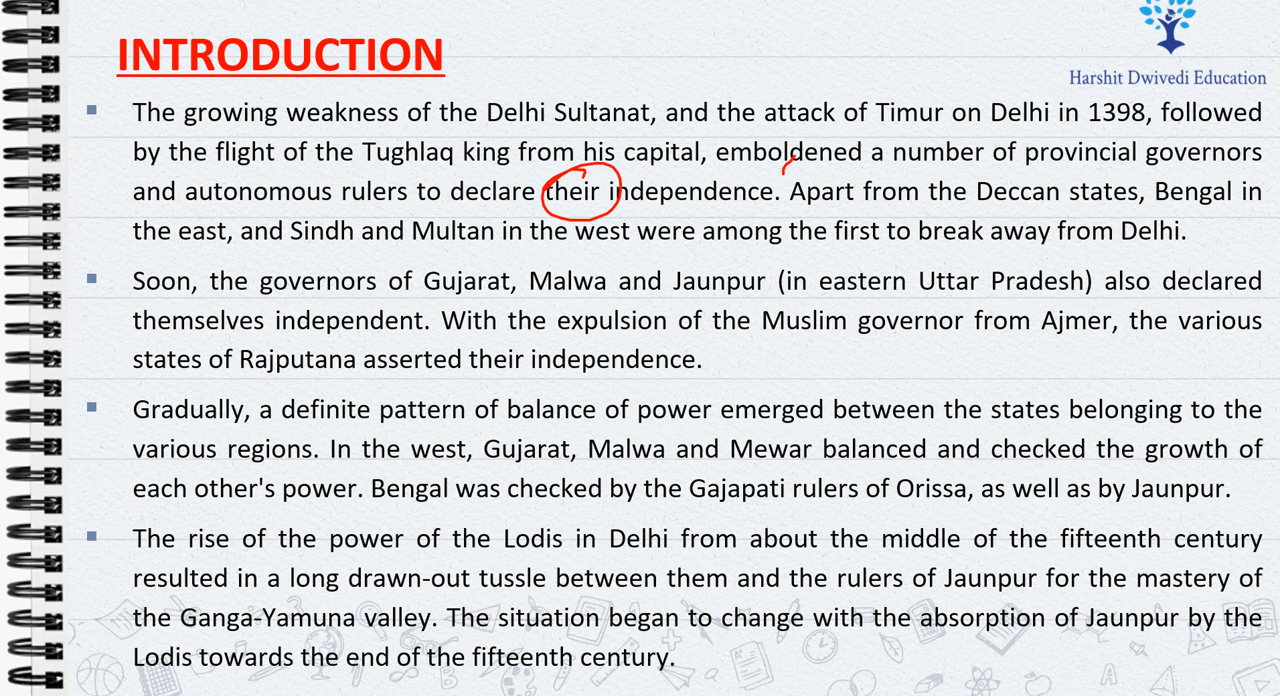 INTRODUCTION
Harshit Dwivedi Education
▪ The growing weakness of the Delhi Sultanat, and the attack of Timur on Delhi in 1398, followed
by the flight of the Tughlaq king from his capital, emboldened a number of provincial governors
and autonomous rulers to declare their independence. Apart from the Deccan states, Bengal in
the east, and Sindh and Multan in the west were among the first to break away from Delhi.
▪ Soon, the governors of Gujarat, Malwa and Jaunpur (in eastern Uttar Pradesh) also declared
themselves independent. With the expulsion of the Muslim governor from Ajmer, the various
states of Rajputana asserted their independence.
▪ Gradually, a definite pattern of balance of power emerged between the states belonging to the
various regions. In the west, Gujarat, Malwa and Mewar balanced and checked the growth of
each other's power. Bengal was checked by the Gajapati rulers of Orissa, as well as by Jaunpur.
▪ The rise of the power of the Lodis in Delhi from about the middle of the fifteenth century
resulted in a long drawn-out tussle between them and the rulers of Jaunpur for the mastery of
the Ganga-Yamuna valley. The situation began to change with the absorption of Jaunpur by the
Lodis towards the end of the fifteenth century.